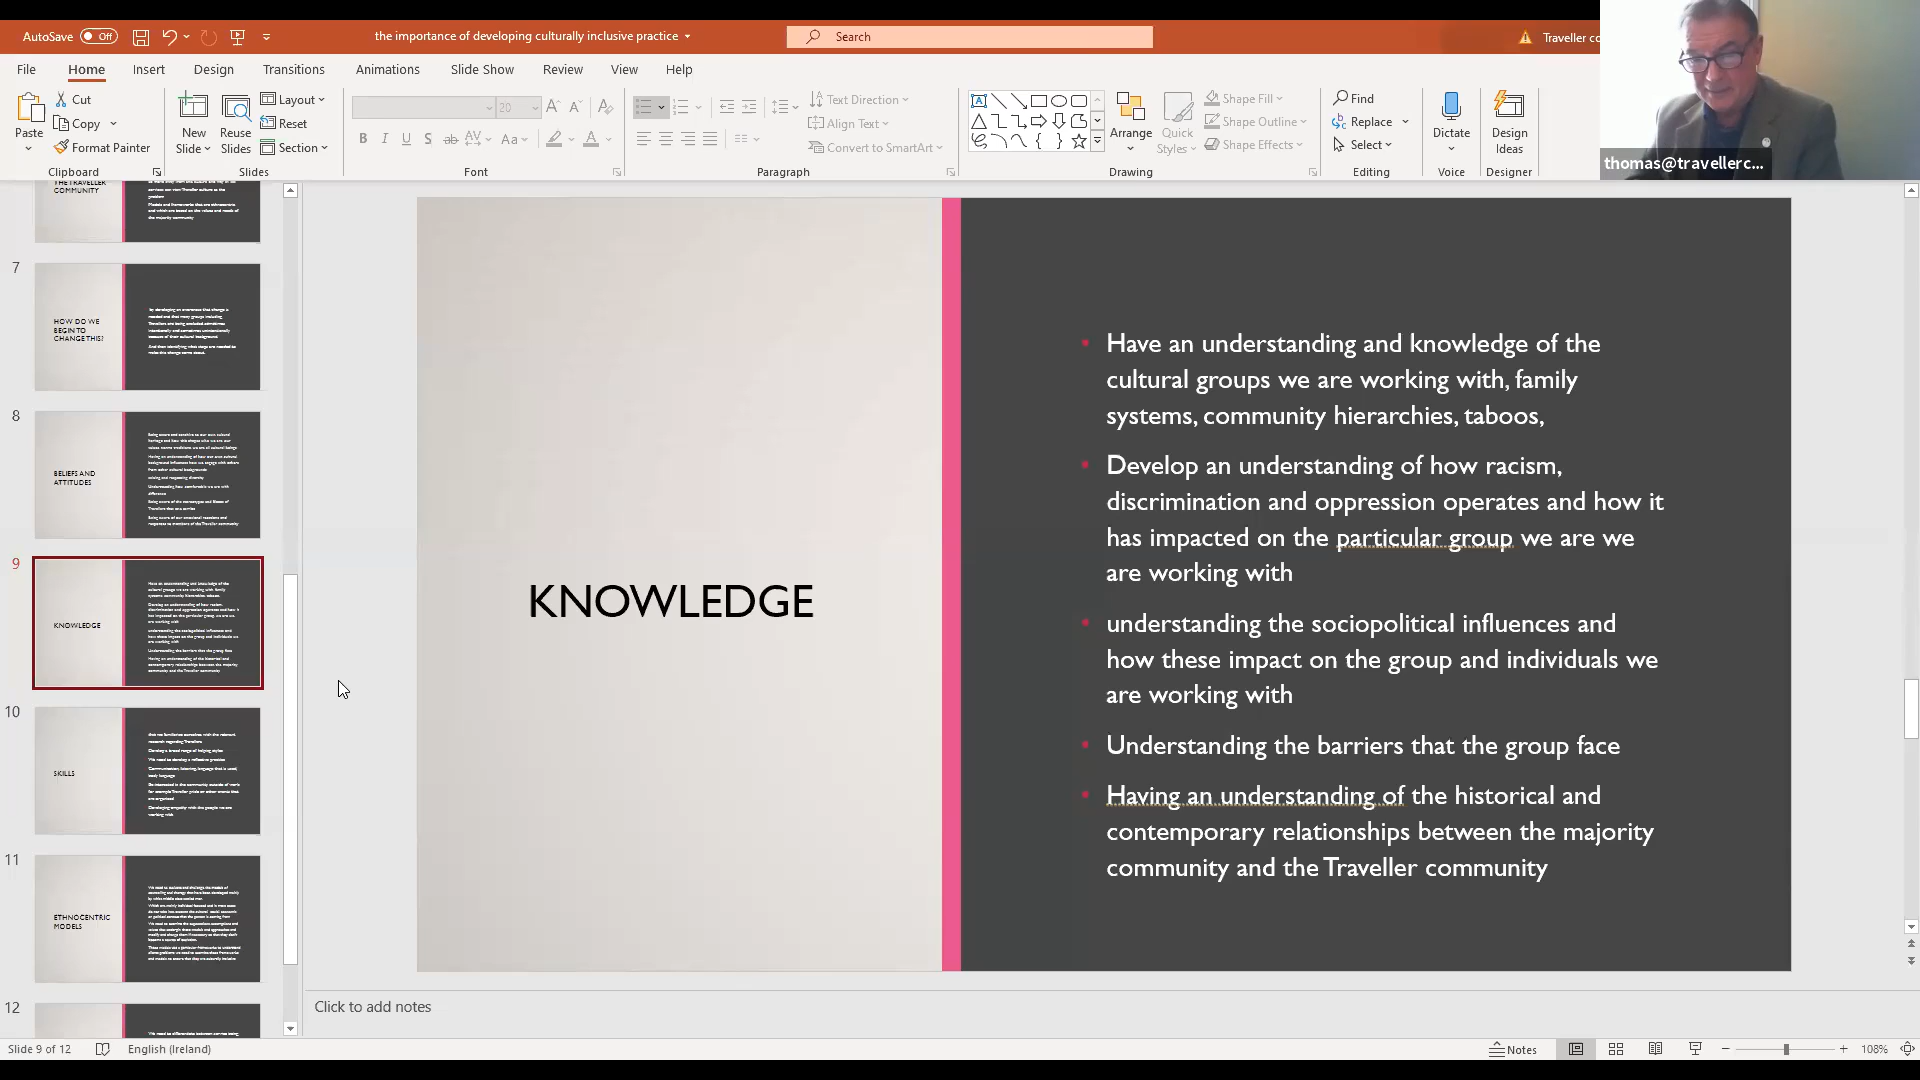 AutoSave Off
the importance of developing culturally inclusive practice
Search
Traveller co
File Home Insert Design Transitions Animations Slide Show Review View Help
thomas@travellerc...
Paste
Cut
Copy
Format Painter
Clipboard
New Slide
Reuse Slides
Layout
Reset
Section
Slides
20
B I U S ab AV Aa A
Font
Text Direction
Align Text
Convert to SmartArt
Paragraph
Arrange
Quick Styles
Shape Fill
Shape Outline
Shape Effects
Drawing
Find
Replace
Select
Editing
Dictate
Voice
Design Ideas
Designer
THE TRAVELLER
COMMUNITY
7
HOW DO WE
BEGIN TO
CHANGE THIS?
8
BELIEFS AND
ATTITUDES
9
KNOWLEDGE
10
SKILLS
11
ETHNOCENTRIC
MODELS
12
KNOWLEDGE
• Have an understanding and knowledge of the
cultural groups we are working with, family
systems, community hierarchies, taboos,
• Develop an understanding of how racism,
discrimination and oppression operates and how it
has impacted on the particular group we are we
are working with
• understanding the sociopolitical influences and
how these impact on the group and individuals we
are working with
• Understanding the barriers that the group face
• Having an understanding of the historical and
contemporary relationships between the majority
community and the Traveller community
Click to add notes
Slide 9 of 12
English (Ireland)
Notes
108%